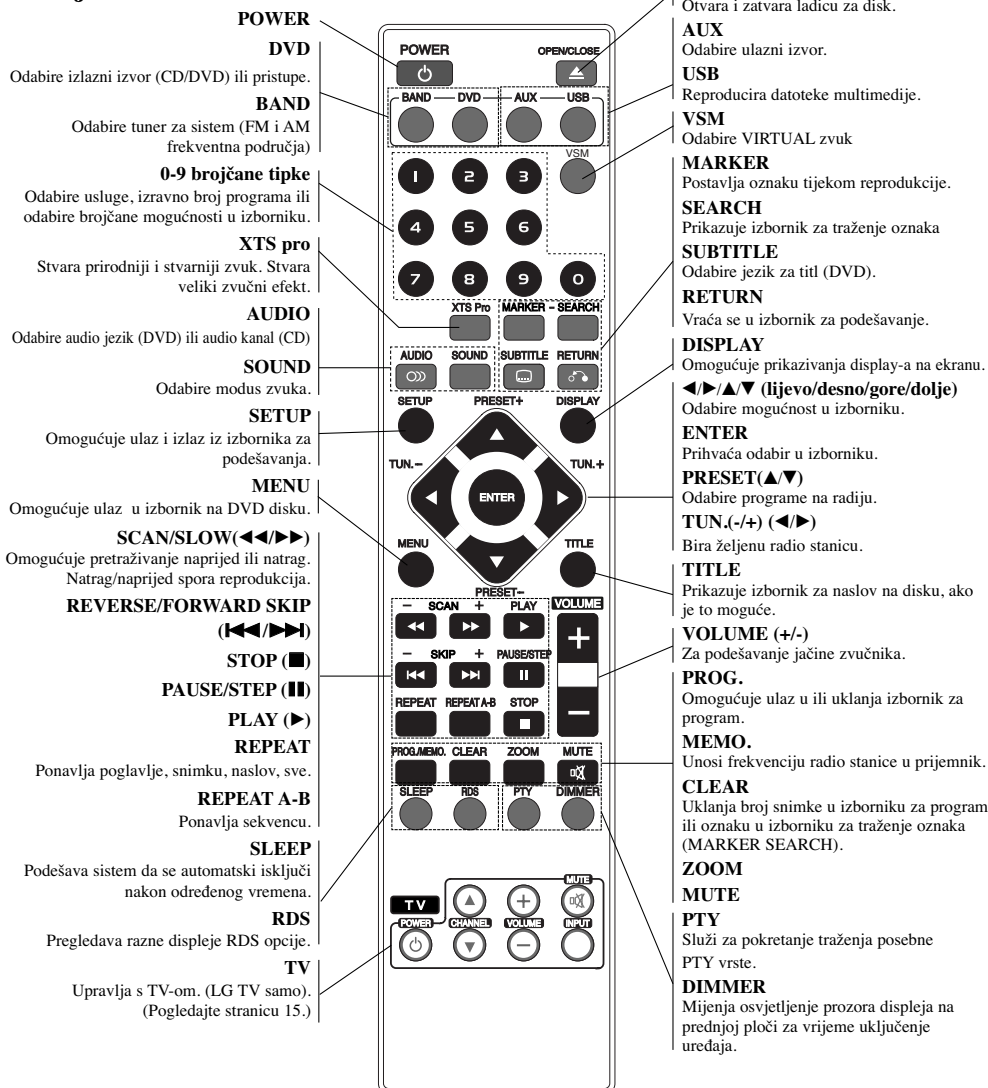 POWER
DVD
Odabire izlazni izvor (CD/DVD) ili pristupe.
BAND
Odabire tuner za sistem (FM i AM
frekventna područja)
0-9 brojčane tipke
Odabire usluge, izravno broj programa ili
odabire brojčane mogućnosti u izborniku.
XTS pro
Stvara prirodniji i stvarniji zvuk. Stvara
veliki zvučni efekt.
AUDIO
Odabire audio jezik (DVD) ili audio kanal (CD)
SOUND
Odabire modus zvuka.
SETUP
Omogućuje ulaz i izlaz iz izbornika za
podešavanja.
MENU
Omogućuje ulaz u izbornik na DVD disku.
SCAN/SLOW(◄◄/►►)
Omogućuje pretraživanje naprijed ili natrag.
Natrag/naprijed spora reprodukcija.
REVERSE/FORWARD SKIP
(I◄◄/►►I)
STOP (■)
PAUSE/STEP (II)
PLAY (►)
REPEAT
Ponavlja poglavlje, snimku, naslov, sve.
REPEAT A-B
Ponavlja sekvencu.
SLEEP
Podešava sistem da se automatski isključi
nakon određenog vremena.
RDS
Pregledava razne displeje RDS opcije.
TV
Upravlja s TV-om. (LG TV samo).
(Pogledajte stranicu 15.)
POWER OPEN/CLOSE
BAND DVD AUX USB
VSM
1 2 3
4 5 6
7 8 9 0
XTS Pro MARKER - SEARCH
AUDIO SOUND SUBTITLE RETURN
SETUP PRESET+ DISPLAY
TUN.- TUN.+
ENTER
MENU TITLE
PRESET-
- SCAN + PLAY VOLUME
+
- SKIP + PAUSE/STEP
REPEAT REPEAT A-B STOP
-
PROG./MEMO. CLEAR ZOOM MUTE
SLEEP RDS PTY DIMMER
MUTE
TV
POWER CHANNEL VOLUME INPUT
Otvara i zatvara ladicu za disk.
AUX
Odabire ulazni izvor.
USB
Reproducira datoteke multimedije.
VSM
Odabire VIRTUAL zvuk
MARKER
Postavlja oznaku tijekom reprodukcije.
SEARCH
Prikazuje izbornik za traženje oznaka
SUBTITLE
Odabire jezik za titl (DVD).
RETURN
Vraća se u izbornik za podešavanje.
DISPLAY
Omogućuje prikazivanja display-a na ekranu.
◄/►/▲/▼ (lijevo/desno/gore/dolje)
Odabire mogućnost u izborniku.
ENTER
Prihvaća odabir u izborniku.
PRESET(▲/▼)
Odabire programe na radiju.
TUN.(-/+) (◄/►)
Bira željenu radio stanicu.
TITLE
Prikazuje izbornik za naslov na disku, ako
je to moguće.
VOLUME (+/-)
Za podešavanje jačine zvučnika.
PROG.
Omogućuje ulaz u ili uklanja izbornik za
program.
MEMO.
Unosi frekvenciju radio stanice u prijemnik.
CLEAR
Uklanja broj snimke u izborniku za program
ili oznaku u izborniku za traženje oznaka
(MARKER SEARCH).
ZOOM
MUTE
PTY
Služi za pokretanje traženja posebne
PTY vrste.
DIMMER
Mijenja osvjetljenje prozora displeja na
prednjoj ploči za vrijeme uključenje
uređaja.